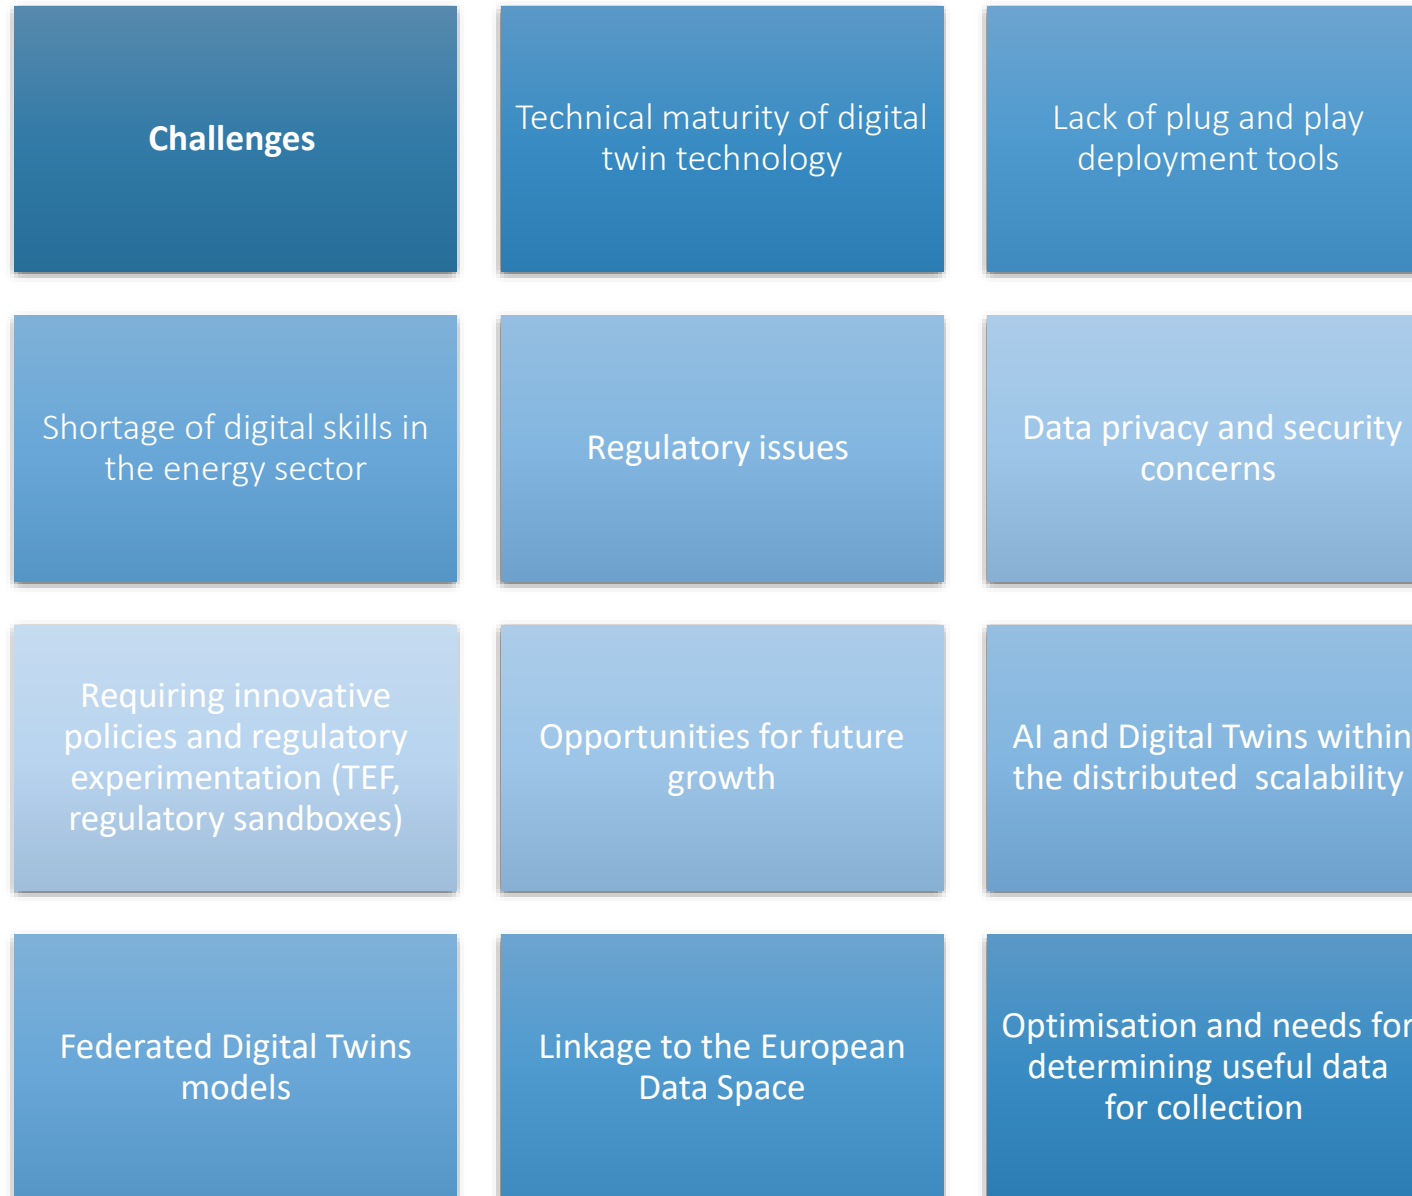 Challenges
Technical maturity of digital
twin technology
Lack of plug and play
deployment tools
Shortage of digital skills in
the energy sector
Regulatory issues
Data privacy and security
concerns
Requiring innovative
policies and regulatory
experimentation (TEF,
regulatory sandboxes)
Opportunities for future
growth
AI and Digital Twins within
the distributed  scalability
Federated Digital Twins
models
Linkage to the European
Data Space
Optimisation and needs for
determining useful data
for collection